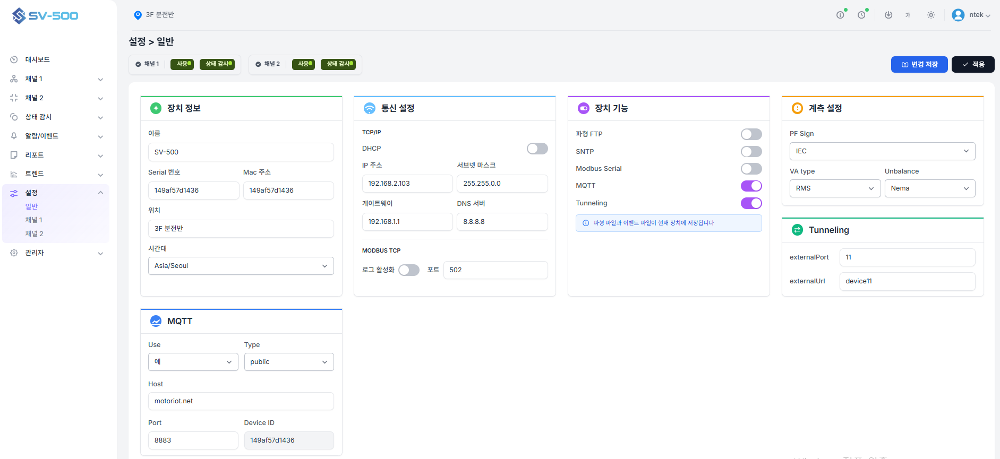 SV-500
3F 분전반
가
ntek
설정 > 일반
채널 1
사용
상태 감시
채널 2
사용
상태 감시
변경 저장
적용
대시보드
채널 1
채널 2
상태 감시
알람/이벤트
리포트
트렌드
설정
일반
채널 1
채널 2
관리자
장치 정보
이름
SV-500
Serial 번호
Mac 주소
149af57d1436
149af57d1436
위치
3F 분전반
시간대
Asia/Seoul
통신 설정
TCP/IP
DHCP
IP 주소
서브넷 마스크
192.168.2.103
255.255.0.0
게이트웨이
DNS 서버
192.168.1.1
8.8.8.8
MODBUS TCP
로그 활성화
포트
502
장치 기능
파형 FTP
SNTP
Modbus Serial
MQTT
Tunneling
파형 파일과 이벤트 파일이 현재 장치에 저장됩니다
계측 설정
PF Sign
IEC
VA type
Unbalance
RMS
Nema
Tunneling
externalPort
11
externalUrl
device11
MQTT
Use
Type
예
public
Host
motoriot.net
Port
Device ID
8883
149af57d1436